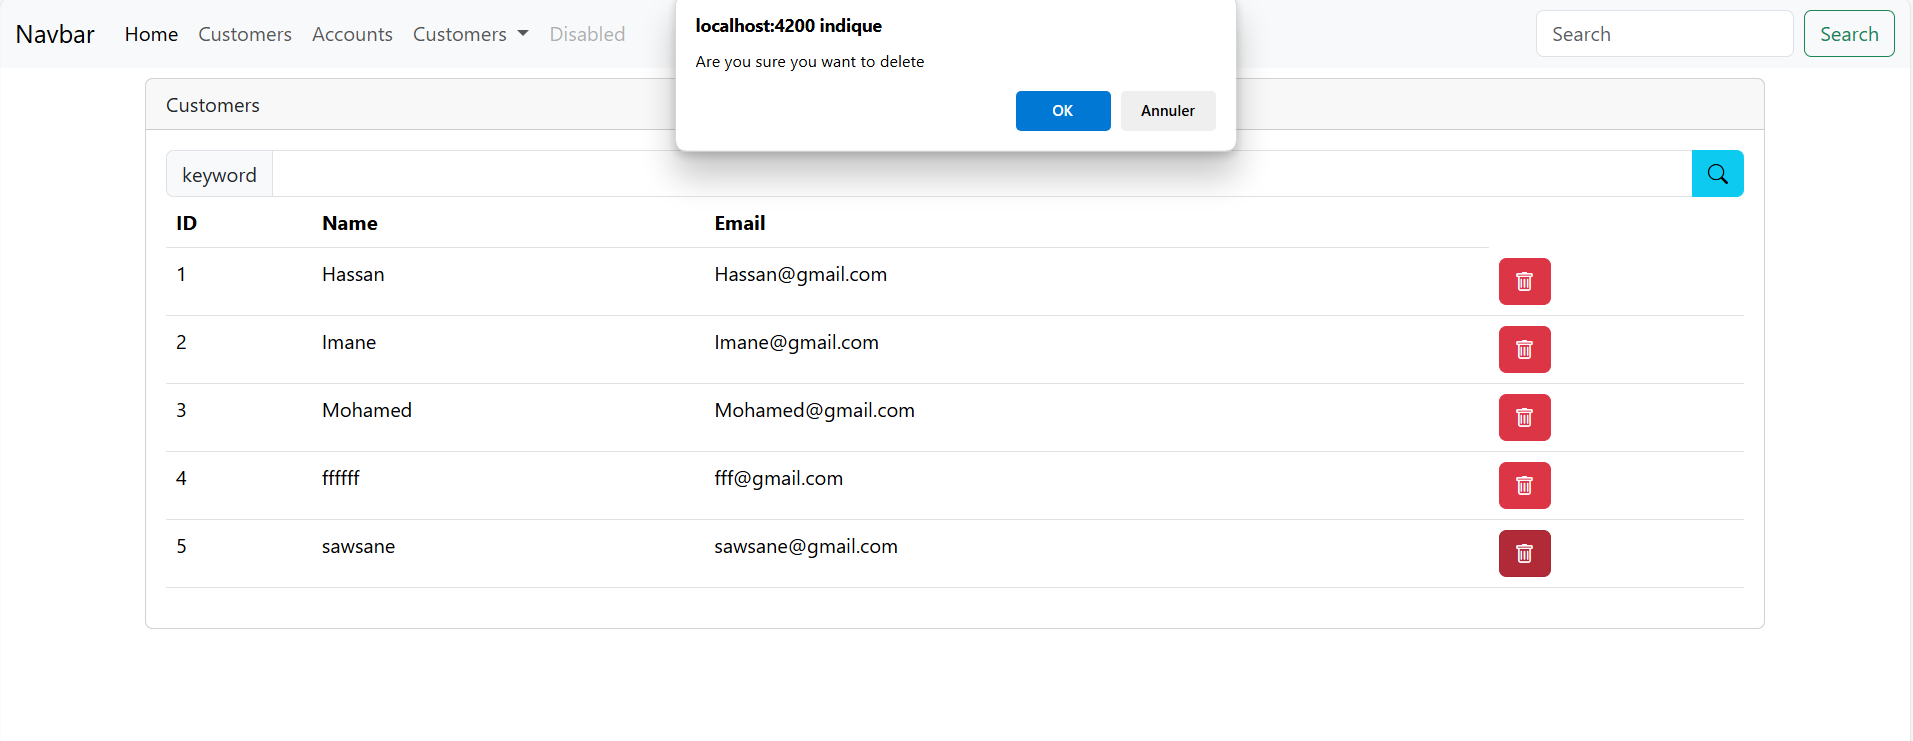 localhost:4200 indique
Are you sure you want to delete
OK Annuler
Navbar Home Customers Accounts Customers Disabled Search Search
Customers
keyword
ID Name Email
1 Hassan Hassan@gmail.com
2 Imane Imane@gmail.com
3 Mohamed Mohamed@gmail.com
4 ffffff fff@gmail.com
5 sawsane sawsane@gmail.com